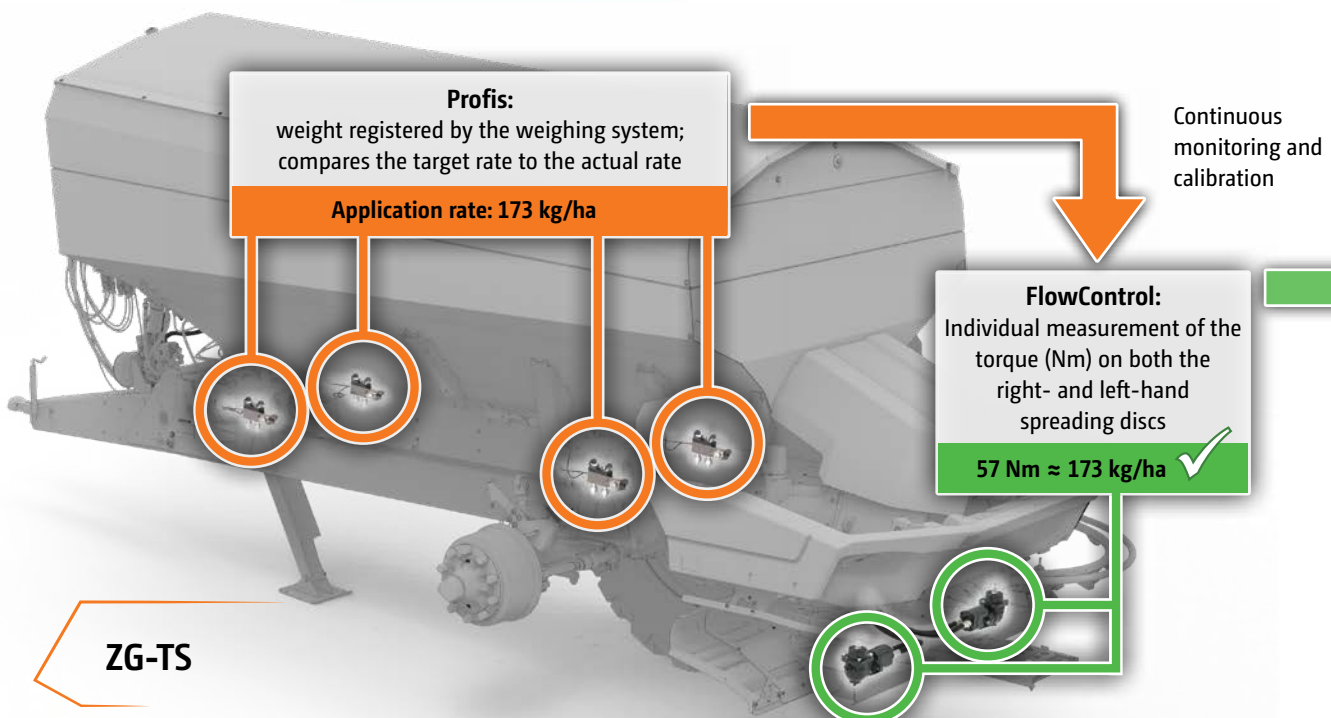 Profis:
weight registered by the weighing system;
compares the target rate to the actual rate
Application rate: 173 kg/ha
Continuous
monitoring and
calibration
FlowControl:
Individual measurement of the
torque (Nm) on both the
right- and left-hand
spreading discs
57 Nm ≈ 173 kg/ha
ZG-TS